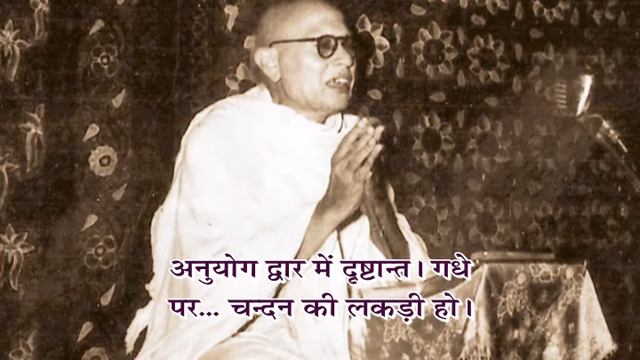 अनुयोग द्वार में दृष्टान्त। गधे
पर... चन्दन की लकड़ी हो।